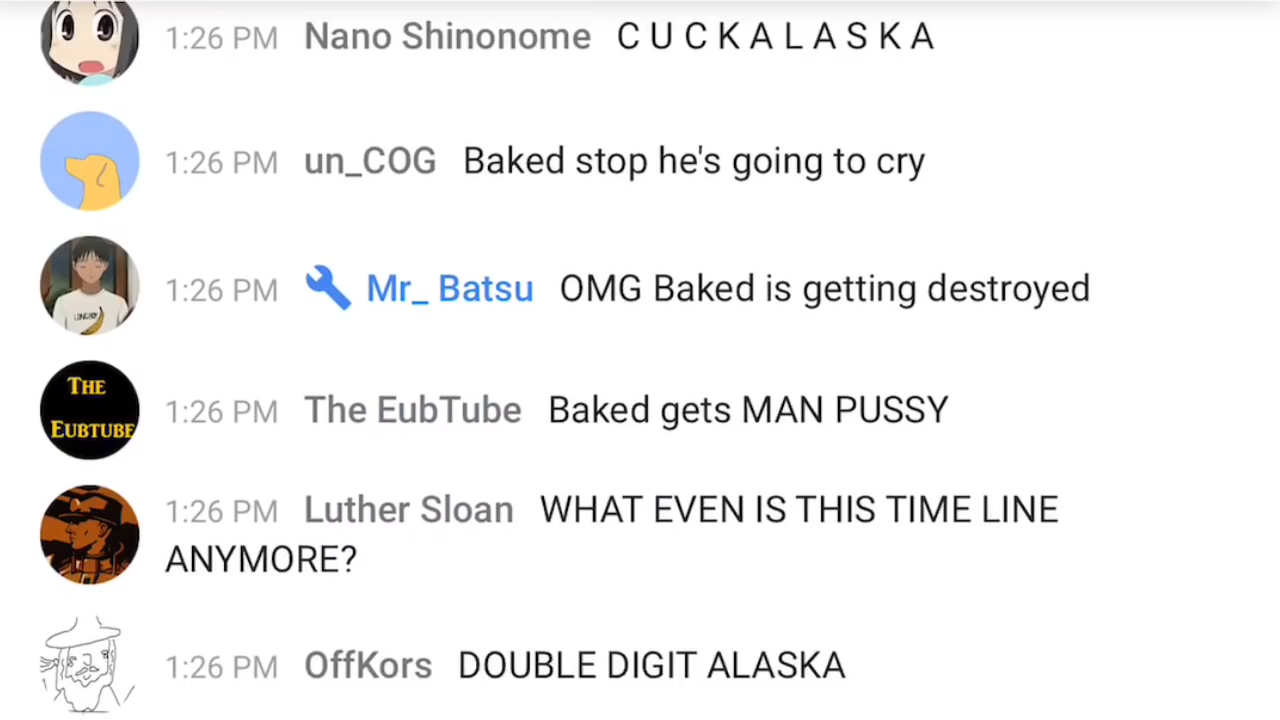 1:26 PM Nano Shinonome C U C K A L A S K A
1:26 PM un_COG Baked stop he's going to cry
1:26 PM Mr_ Batsu OMG Baked is getting destroyed
LONGBOY
THE
EUBTUBE
1:26 PM The EubTube Baked gets MAN PUSSY
1:26 PM Luther Sloan WHAT EVEN IS THIS TIME LINE
ANYMORE?
1:26 PM OffKors DOUBLE DIGIT ALASKA